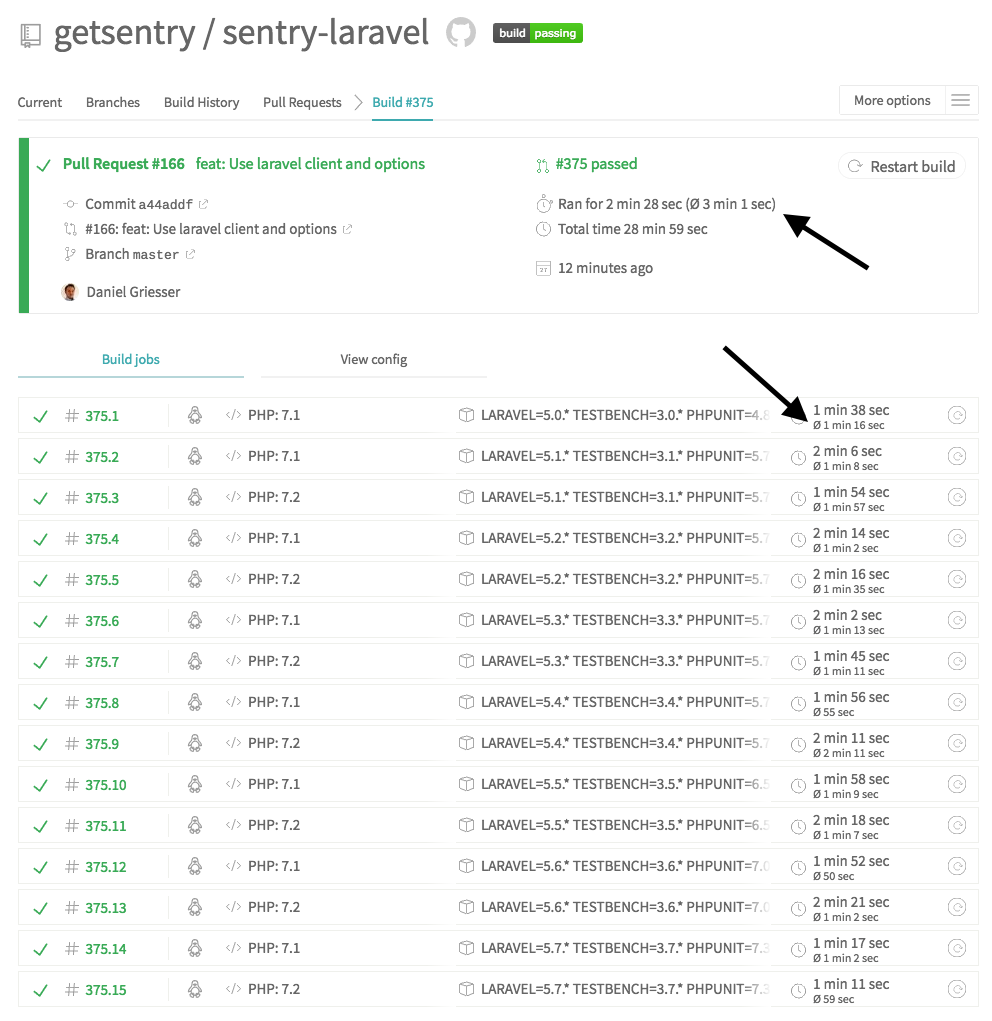 getsentry / sentry-laravel build passing
Current Branches Build History Pull Requests Build #375 More options
Pull Request #166 feat: Use laravel client and options #375 passed Restart build
Commit a44addf Ran for 2 min 28 sec (Ø 3 min 1 sec)
#166: feat: Use laravel client and options Total time 28 min 59 sec
Branch master
12 minutes ago
Daniel Griesser
Build jobs View config
# 375.1 </> PHP: 7.1 LARAVEL=5.0.* TESTBENCH=3.0.* PHPUNIT=4.8 1 min 38 sec
Ø 1 min 16 sec
# 375.2 </> PHP: 7.1 LARAVEL=5.1.* TESTBENCH=3.1.* PHPUNIT=5.7 2 min 6 sec
Ø 1 min 8 sec
# 375.3 </> PHP: 7.2 LARAVEL=5.1.* TESTBENCH=3.1.* PHPUNIT=5.7 1 min 54 sec
Ø 1 min 57 sec
# 375.4 </> PHP: 7.1 LARAVEL=5.2.* TESTBENCH=3.2.* PHPUNIT=5.7 2 min 14 sec
Ø 1 min 2 sec
# 375.5 </> PHP: 7.2 LARAVEL=5.2.* TESTBENCH=3.2.* PHPUNIT=5.7 2 min 16 sec
Ø 1 min 35 sec
# 375.6 </> PHP: 7.1 LARAVEL=5.3.* TESTBENCH=3.3.* PHPUNIT=5.7 2 min 2 sec
Ø 1 min 13 sec
# 375.7 </> PHP: 7.2 LARAVEL=5.3.* TESTBENCH=3.3.* PHPUNIT=5.7 1 min 45 sec
Ø 1 min 11 sec
# 375.8 </> PHP: 7.1 LARAVEL=5.4.* TESTBENCH=3.4.* PHPUNIT=5.7 1 min 56 sec
Ø 55 sec
# 375.9 </> PHP: 7.2 LARAVEL=5.4.* TESTBENCH=3.4.* PHPUNIT=5.7 2 min 11 sec
Ø 2 min 11 sec
# 375.10 </> PHP: 7.1 LARAVEL=5.5.* TESTBENCH=3.5.* PHPUNIT=6.5 1 min 58 sec
Ø 1 min 9 sec
# 375.11 </> PHP: 7.2 LARAVEL=5.5.* TESTBENCH=3.5.* PHPUNIT=6.5 2 min 18 sec
Ø 1 min 7 sec
# 375.12 </> PHP: 7.1 LARAVEL=5.6.* TESTBENCH=3.6.* PHPUNIT=7.0 1 min 52 sec
Ø 50 sec
# 375.13 </> PHP: 7.2 LARAVEL=5.6.* TESTBENCH=3.6.* PHPUNIT=7.0 2 min 21 sec
Ø 1 min 2 sec
# 375.14 </> PHP: 7.1 LARAVEL=5.7.* TESTBENCH=3.7.* PHPUNIT=7.3 1 min 17 sec
Ø 1 min 2 sec
# 375.15 </> PHP: 7.2 LARAVEL=5.7.* TESTBENCH=3.7.* PHPUNIT=7.3 1 min 11 sec
Ø 59 sec